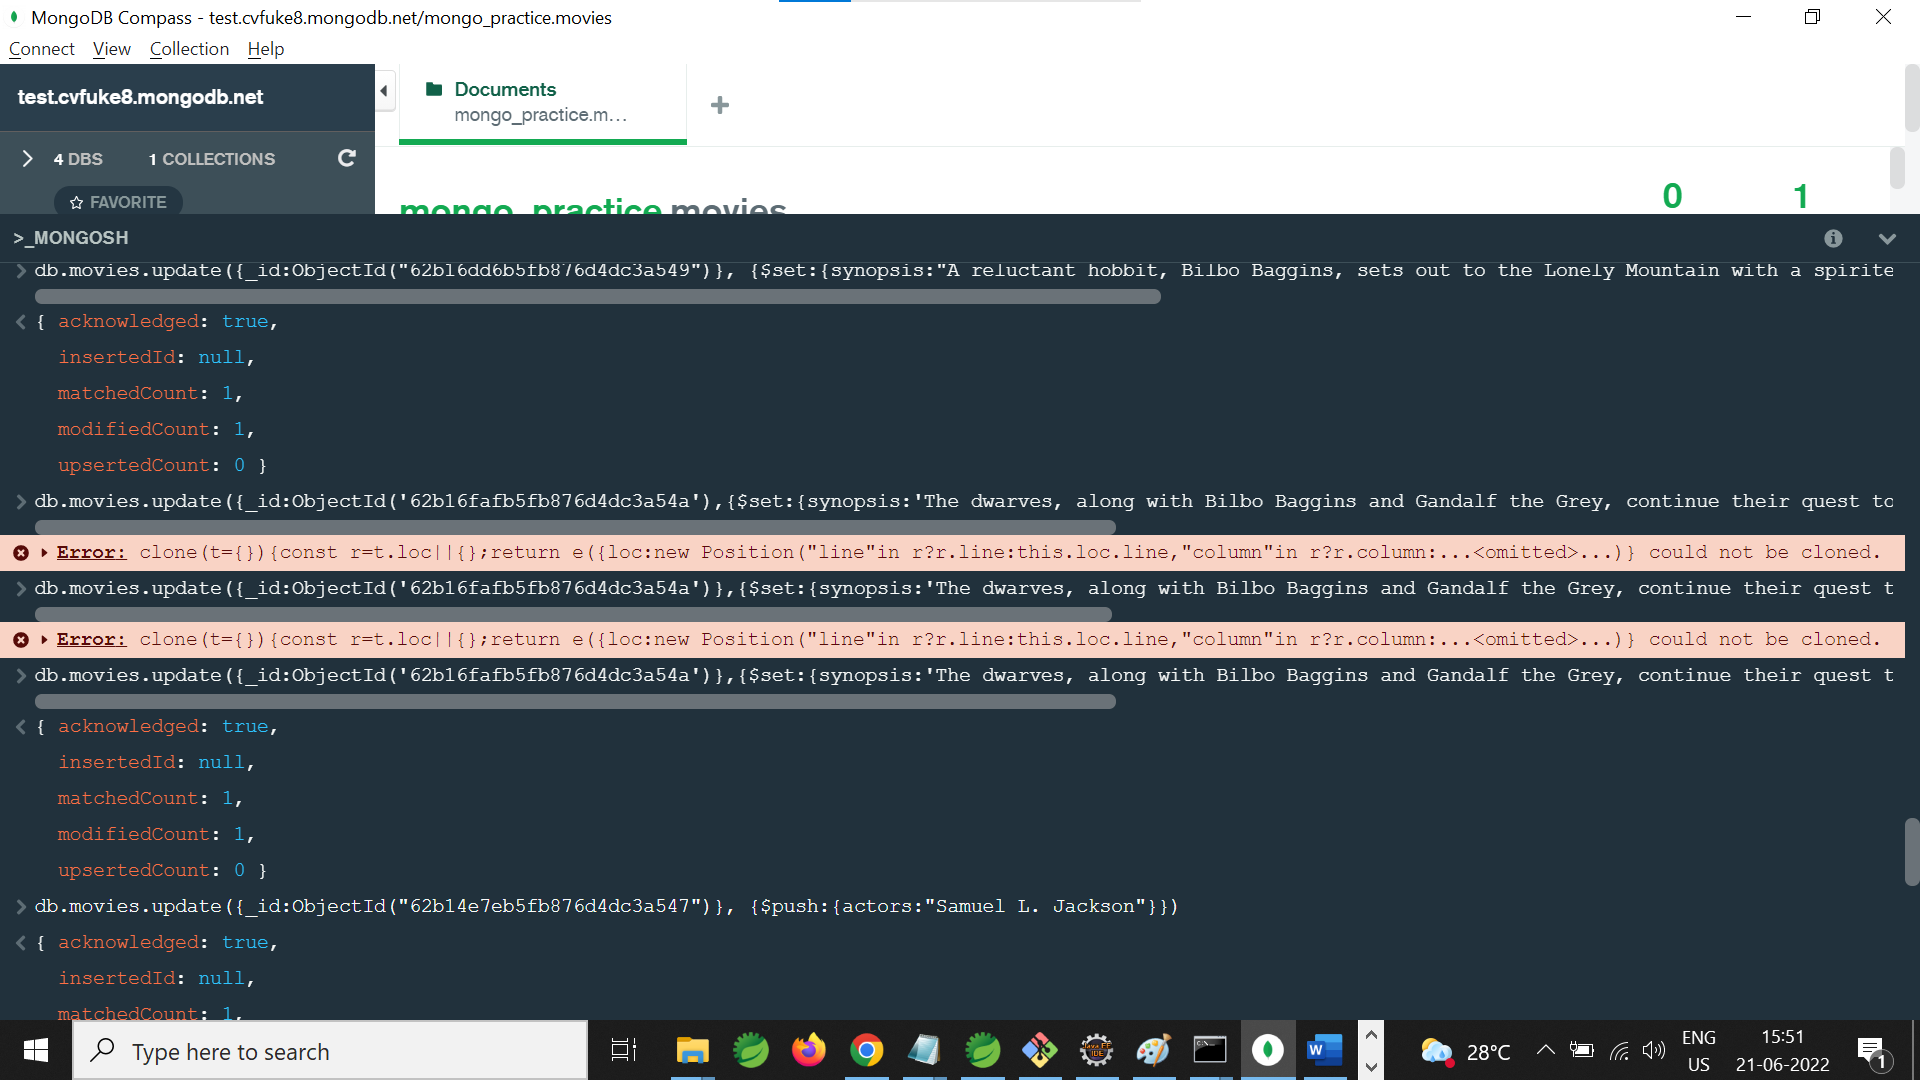 MongoDB Compass - test.cvfuke8.mongodb.net/mongo_practice.movies
Connect View Collection Help
test.cvfuke8.mongodb.net
Documents
mongo_practice.m...
4 DBS 1 COLLECTIONS
FAVORITE
mongo_practice.movies
0 1
>_MONGOSH
db.movies.update({_id:ObjectId("62b16dd6b5fb876d4dc3a549")}, {$set:{synopsis:"A reluctant hobbit, Bilbo Baggins, sets out to the Lonely Mountain with a spirite
{ acknowledged: true,
insertedId: null,
matchedCount: 1,
modifiedCount: 1,
upsertedCount: 0 }
db.movies.update({_id:ObjectId('62b16fafb5fb876d4dc3a54a'),{$set:{synopsis:'The dwarves, along with Bilbo Baggins and Gandalf the Grey, continue their quest to
Error: clone(t={}){const r=t.loc||{};return e({loc:new Position("line"in r?r.line:this.loc.line,"column"in r?r.column:...<omitted>...)} could not be cloned.
db.movies.update({_id:ObjectId('62b16fafb5fb876d4dc3a54a')},{$set:{synopsis:'The dwarves, along with Bilbo Baggins and Gandalf the Grey, continue their quest t
Error: clone(t={}){const r=t.loc||{};return e({loc:new Position("line"in r?r.line:this.loc.line,"column"in r?r.column:...<omitted>...)} could not be cloned.
db.movies.update({_id:ObjectId('62b16fafb5fb876d4dc3a54a')},{$set:{synopsis:'The dwarves, along with Bilbo Baggins and Gandalf the Grey, continue their quest t
{ acknowledged: true,
insertedId: null,
matchedCount: 1,
modifiedCount: 1,
upsertedCount: 0 }
db.movies.update({_id:ObjectId("62b14e7eb5fb876d4dc3a547")}, {$push:{actors:"Samuel L. Jackson"}})
{ acknowledged: true,
insertedId: null,
matchedCount: 1,
Type here to search
28°C
ENG
US
15:51
21-06-2022
1